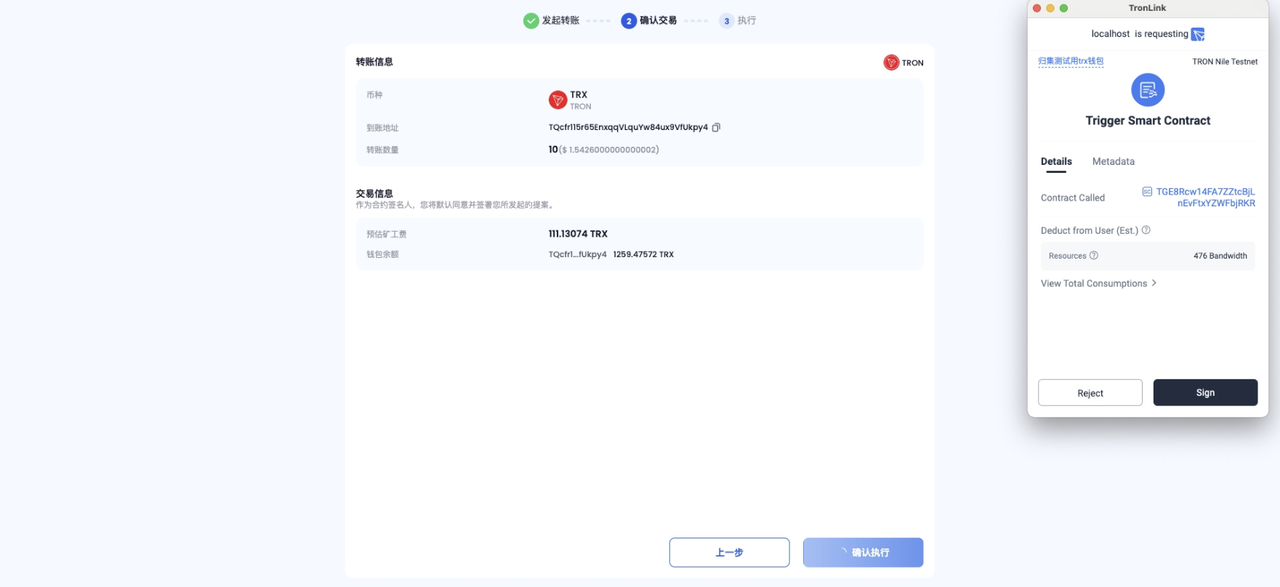 发起转账
2 确认交易
3 执行
转账信息
TRON
币种
TRX
TRON
到账地址
TQcfr115r65EnxqqVLquYw84ux9VfUkpy4
转账数量
10($ 1.5426000000000002)
交易信息
作为合约签名人，您将默认同意并签署您所发起的提案。
预估矿工费
111.13074 TRX
钱包余额
TQcfr1...fUkpy4 1259.47572 TRX
上一步
确认执行
TronLink
localhost is requesting
归集测试用trx钱包
TRON Nile Testnet
Trigger Smart Contract
Details
Metadata
Contract Called
TGE8Rcw14FA7ZZtcBjL
nEvFtxYZWFbjRKR
Deduct from User (Est.)
Resources
476 Bandwidth
View Total Consumptions
Reject
Sign